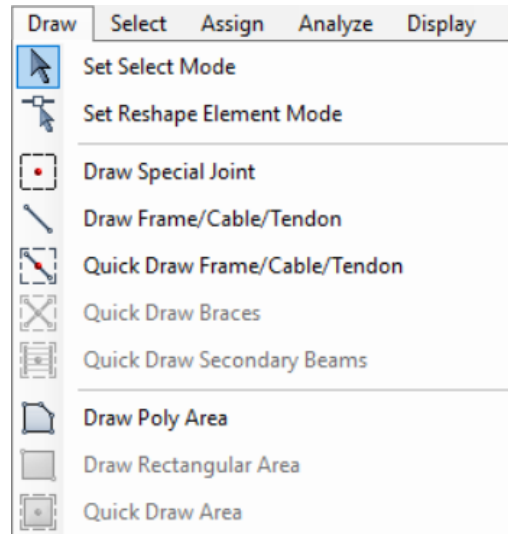 Draw Select Assign Analyze Display
Set Select Mode
Set Reshape Element Mode
Draw Special Joint
Draw Frame/Cable/Tendon
Quick Draw Frame/Cable/Tendon
Quick Draw Braces
Quick Draw Secondary Beams
Draw Poly Area
Draw Rectangular Area
Quick Draw Area